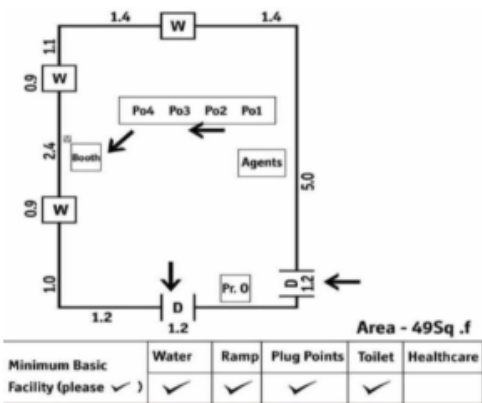 1.4 W 1.4
1.1
0.9 W
Po4 Po3 Po2 Po1
2.4 Booth
Agents
5.0
0.9 W
1.0
Pr. O
D 1.2
D
1.2 1.2
Area - 49Sq .f
Minimum Basic Facility (please ✓ )
Water Ramp Plug Points Toilet Healthcare
✓ ✓ ✓ ✓